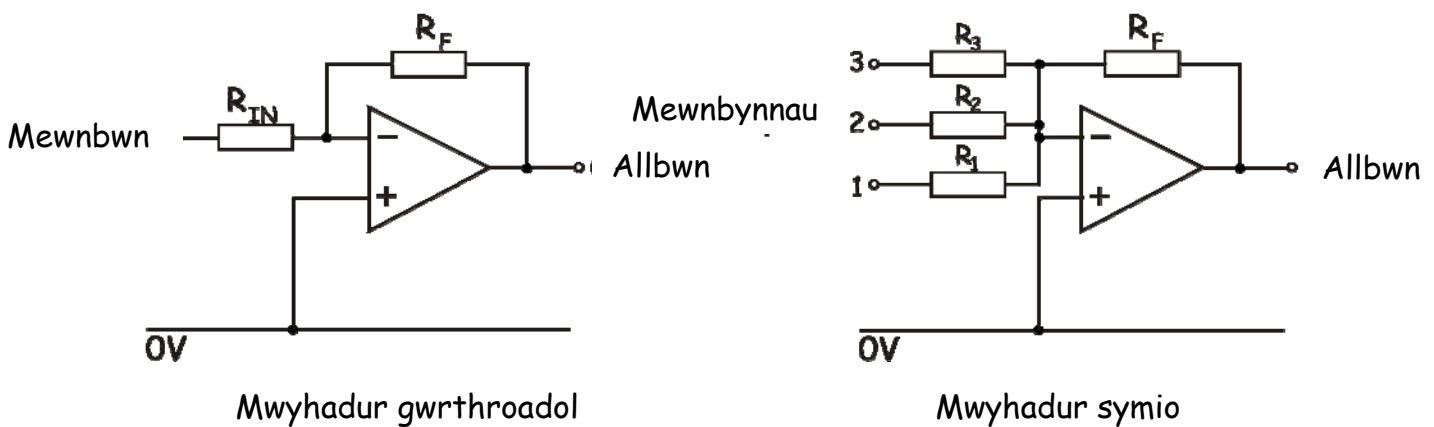 R_F
R_IN
Mewnbwn
−
+
Allbwn
0V
Mwyhadur gwrthroadol
Mewnbynnau
3
R_3
2
R_2
1
R_1
R_F
−
+
Allbwn
0V
Mwyhadur symio